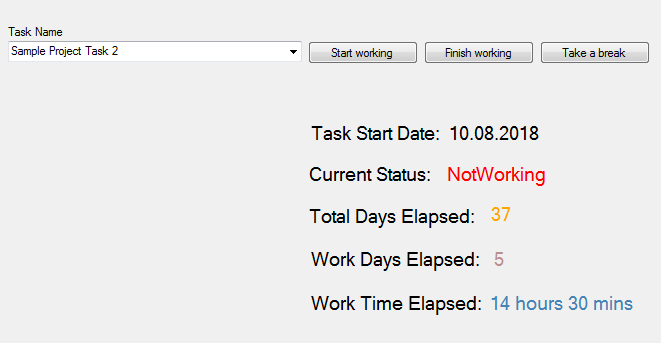 Task Name
Sample Project Task 2 Start working Finish working Take a break
Task Start Date: 10.08.2018
Current Status: NotWorking
Total Days Elapsed: 37
Work Days Elapsed: 5
Work Time Elapsed: 14 hours 30 mins